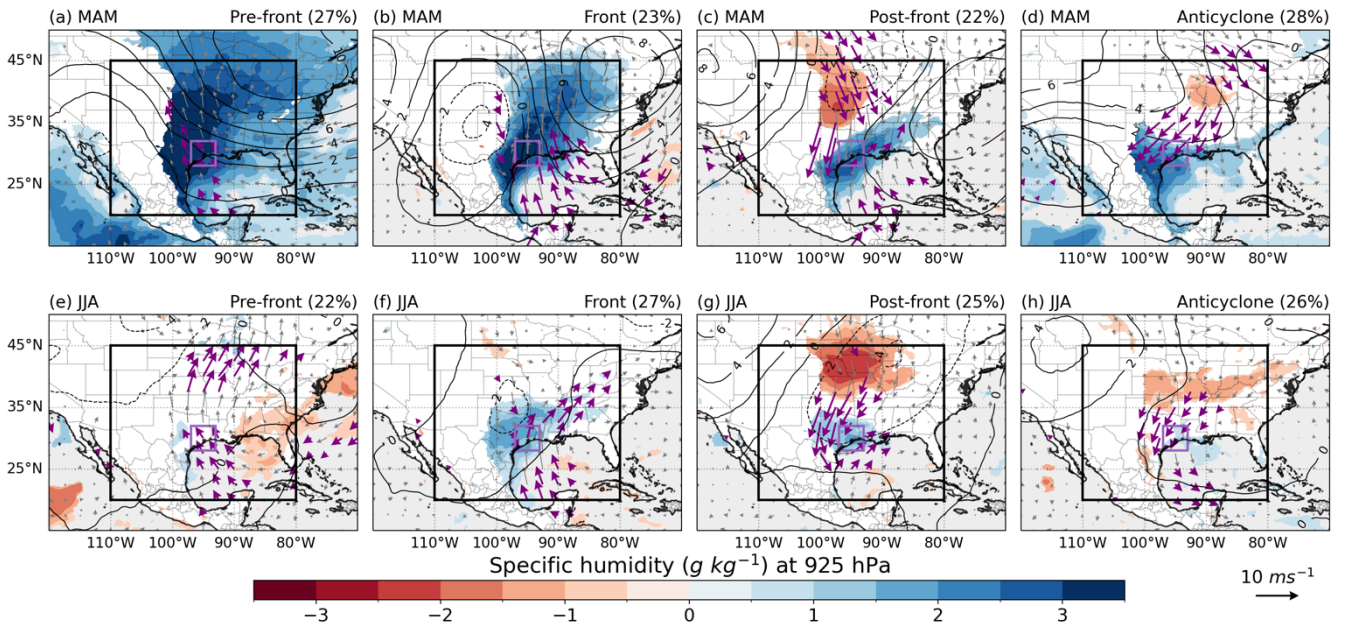 (a) MAM Pre-front (27%)
(b) MAM Front (23%)
(c) MAM Post-front (22%)
(d) MAM Anticyclone (28%)
45°N
35°N
25°N
110°W 100°W 90°W 80°W
110°W 100°W 90°W 80°W
110°W 100°W 90°W 80°W
110°W 100°W 90°W 80°W
(e) JJA Pre-front (22%)
(f) JJA Front (27%)
(g) JJA Post-front (25%)
(h) JJA Anticyclone (26%)
45°N
35°N
25°N
110°W 100°W 90°W 80°W
110°W 100°W 90°W 80°W
110°W 100°W 90°W 80°W
110°W 100°W 90°W 80°W
Specific humidity (g kg⁻¹) at 925 hPa
−3 −2 −1 0 1 2 3
10 ms⁻¹